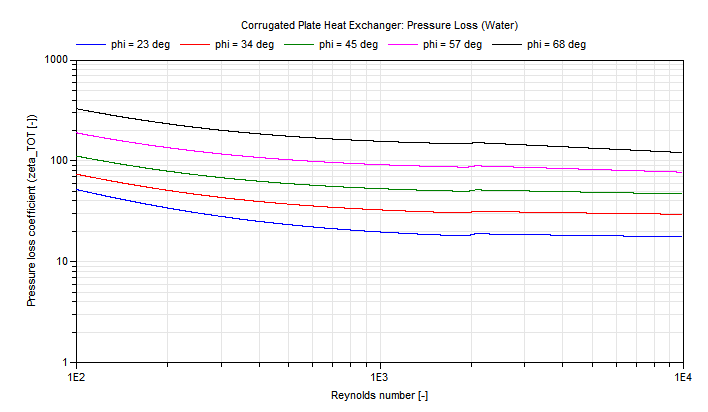 Corrugated Plate Heat Exchanger: Pressure Loss (Water)
phi = 23 deg phi = 34 deg phi = 45 deg phi = 57 deg phi = 68 deg
Pressure loss coefficient (zeta_TOT [-])
1000
100
10
1
1E2 1E3 1E4
Reynolds number [-]